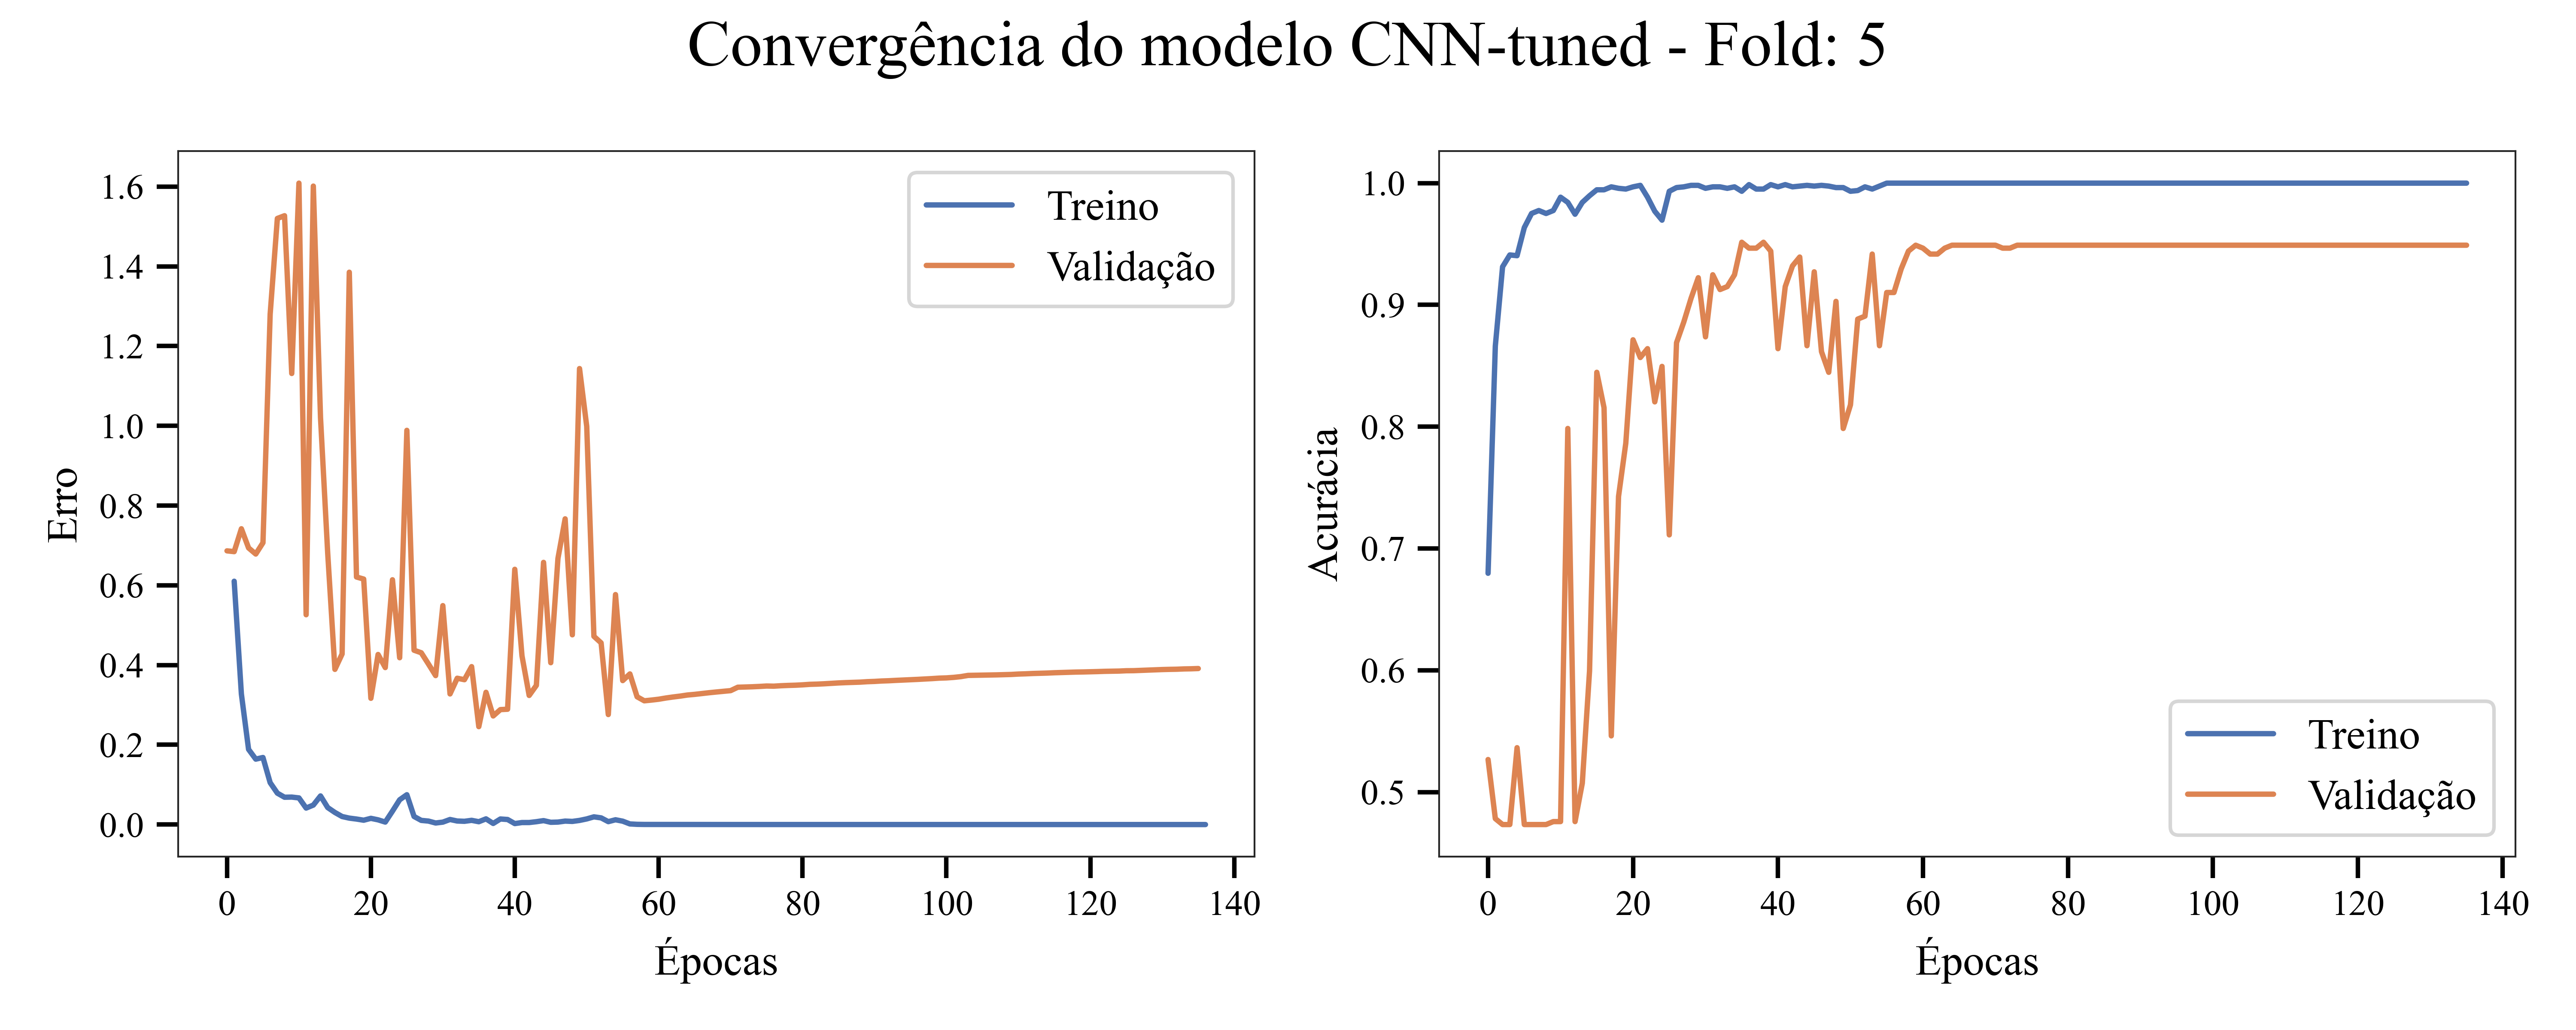 Convergência do modelo CNN-tuned - Fold: 5
Erro
1.6
1.4
1.2
1.0
0.8
0.6
0.4
0.2
0.0
Treino
Validação
0 20 40 60 80 100 120 140
Épocas
Acurácia
1.0
0.9
0.8
0.7
0.6
0.5
Treino
Validação
0 20 40 60 80 100 120 140
Épocas